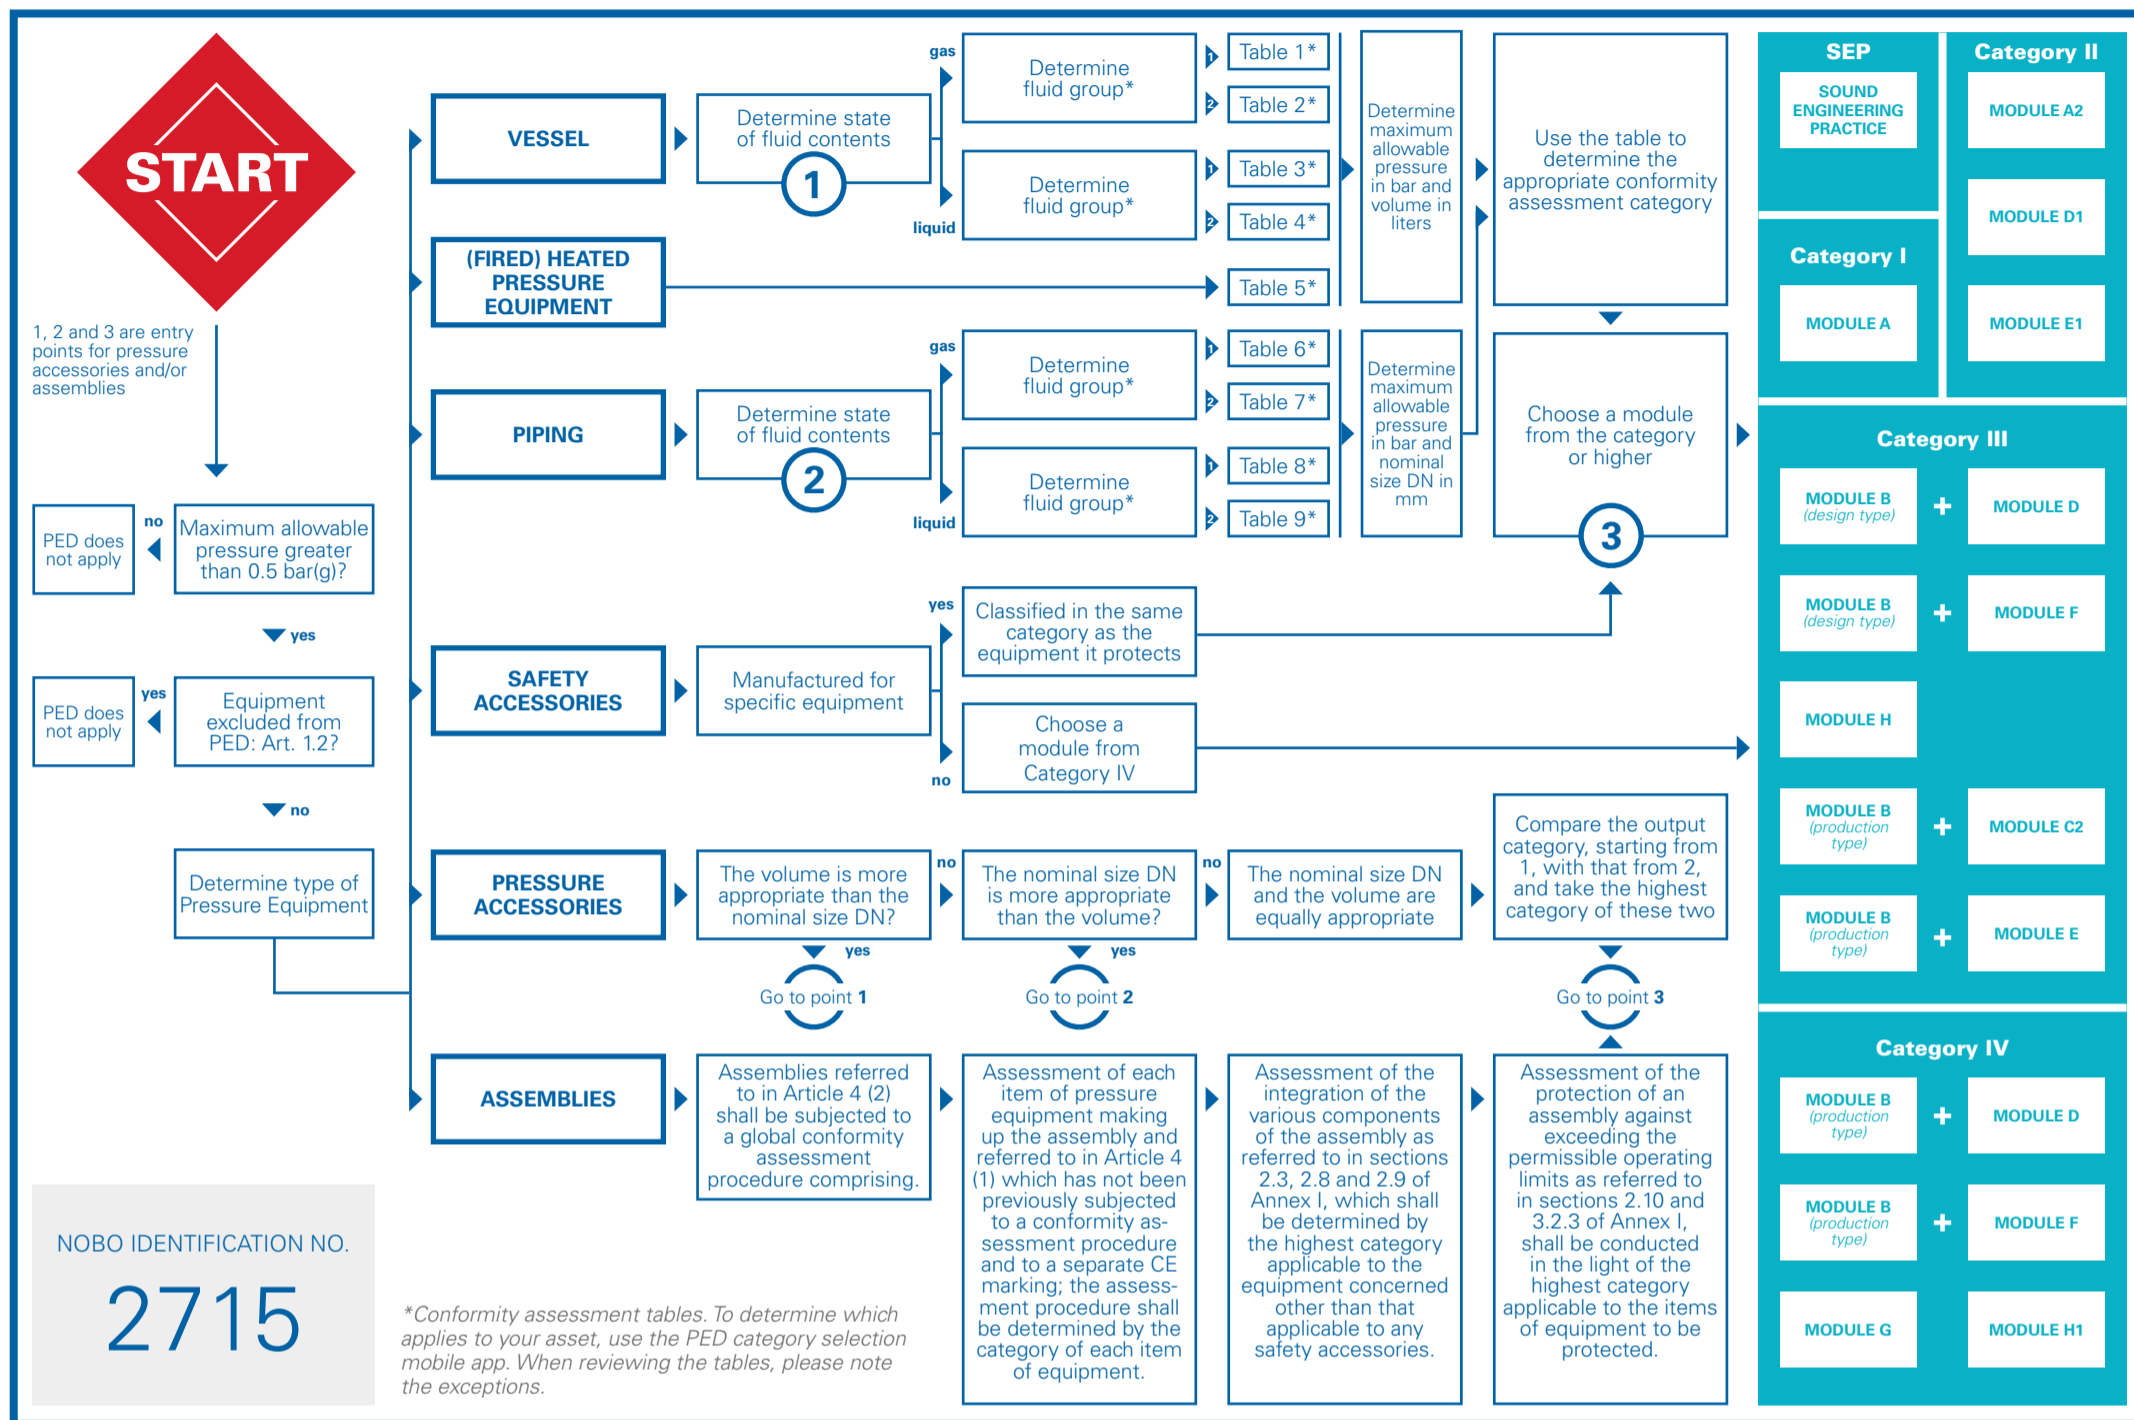 START
1, 2 and 3 are entry
points for pressure
accessories and/or
assemblies
Maximum allowable
pressure greater
than 0.5 bar(g)?
no
PED does
not apply
yes
Equipment
excluded from
PED: Art. 1.2?
yes
PED does
not apply
no
Determine type of
Pressure Equipment
VESSEL
Determine state
of fluid contents
1
gas
Determine
fluid group*
1
Table 1*
2
Table 2*
liquid
Determine
fluid group*
1
Table 3*
2
Table 4*
(FIRED) HEATED
PRESSURE
EQUIPMENT
Table 5*
Determine
maximum
allowable
pressure
in bar and
volume in
liters
Use the table to
determine the
appropriate conformity
assessment category
PIPING
Determine state
of fluid contents
2
gas
Determine
fluid group*
1
Table 6*
2
Table 7*
liquid
Determine
fluid group*
1
Table 8*
2
Table 9*
Determine
maximum
allowable
pressure
in bar and
nominal
size DN in
mm
Choose a module
from the category
or higher
3
SAFETY
ACCESSORIES
Manufactured for
specific equipment
yes
Classified in the same
category as the
equipment it protects
no
Choose a
module from
Category IV
PRESSURE
ACCESSORIES
The volume is more
appropriate than the
nominal size DN?
yes
Go to point 1
no
The nominal size DN
is more appropriate
than the volume?
yes
Go to point 2
no
The nominal size DN
and the volume are
equally appropriate
Compare the output
category, starting from
1, with that from 2,
and take the highest
category of these two
Go to point 3
ASSEMBLIES
Assemblies referred
to in Article 4 (2)
shall be subjected to
a global conformity
assessment
procedure comprising.
Assessment of each
item of pressure
equipment making
up the assembly and
referred to in Article 4
(1) which has not been
previously subjected
to a conformity as-
sessment procedure
and to a separate CE
marking; the assess-
ment procedure shall
be determined by the
category of each item
of equipment.
Assessment of the
integration of the
various components
of the assembly as
referred to in sections
2.3, 2.8 and 2.9 of
Annex I, which shall
be determined by
the highest category
applicable to the
equipment concerned
other than that
applicable to any
safety accessories.
Assessment of the
protection of an
assembly against
exceeding the
permissible operating
limits as referred to
in sections 2.10 and
3.2.3 of Annex I,
shall be conducted
in the light of the
highest category
applicable to the items
of equipment to be
protected.
SEP
SOUND
ENGINEERING
PRACTICE
Category I
MODULE A
Category II
MODULE A2
MODULE D1
MODULE E1
Category III
MODULE B
(design type)
+
MODULE D
MODULE B
(design type)
+
MODULE F
MODULE H
MODULE B
(production
type)
+
MODULE C2
MODULE B
(production
type)
+
MODULE E
Category IV
MODULE B
(production
type)
+
MODULE D
MODULE B
(production
type)
+
MODULE F
MODULE G
MODULE H1
NOBO IDENTIFICATION NO.
2715
*Conformity assessment tables. To determine which
applies to your asset, use the PED category selection
mobile app. When reviewing the tables, please note
the exceptions.